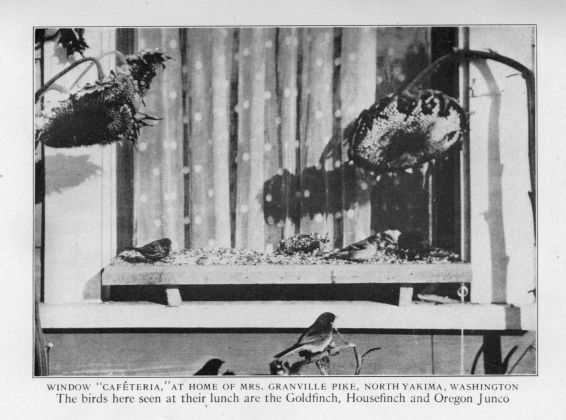 WINDOW "CAFÉTERIA," AT HOME OF MRS. GRANVILLE PIKE, NORTH YAKIMA, WASHINGTON
The birds here seen at their lunch are the Goldfinch, Housefinch and Oregon Junco